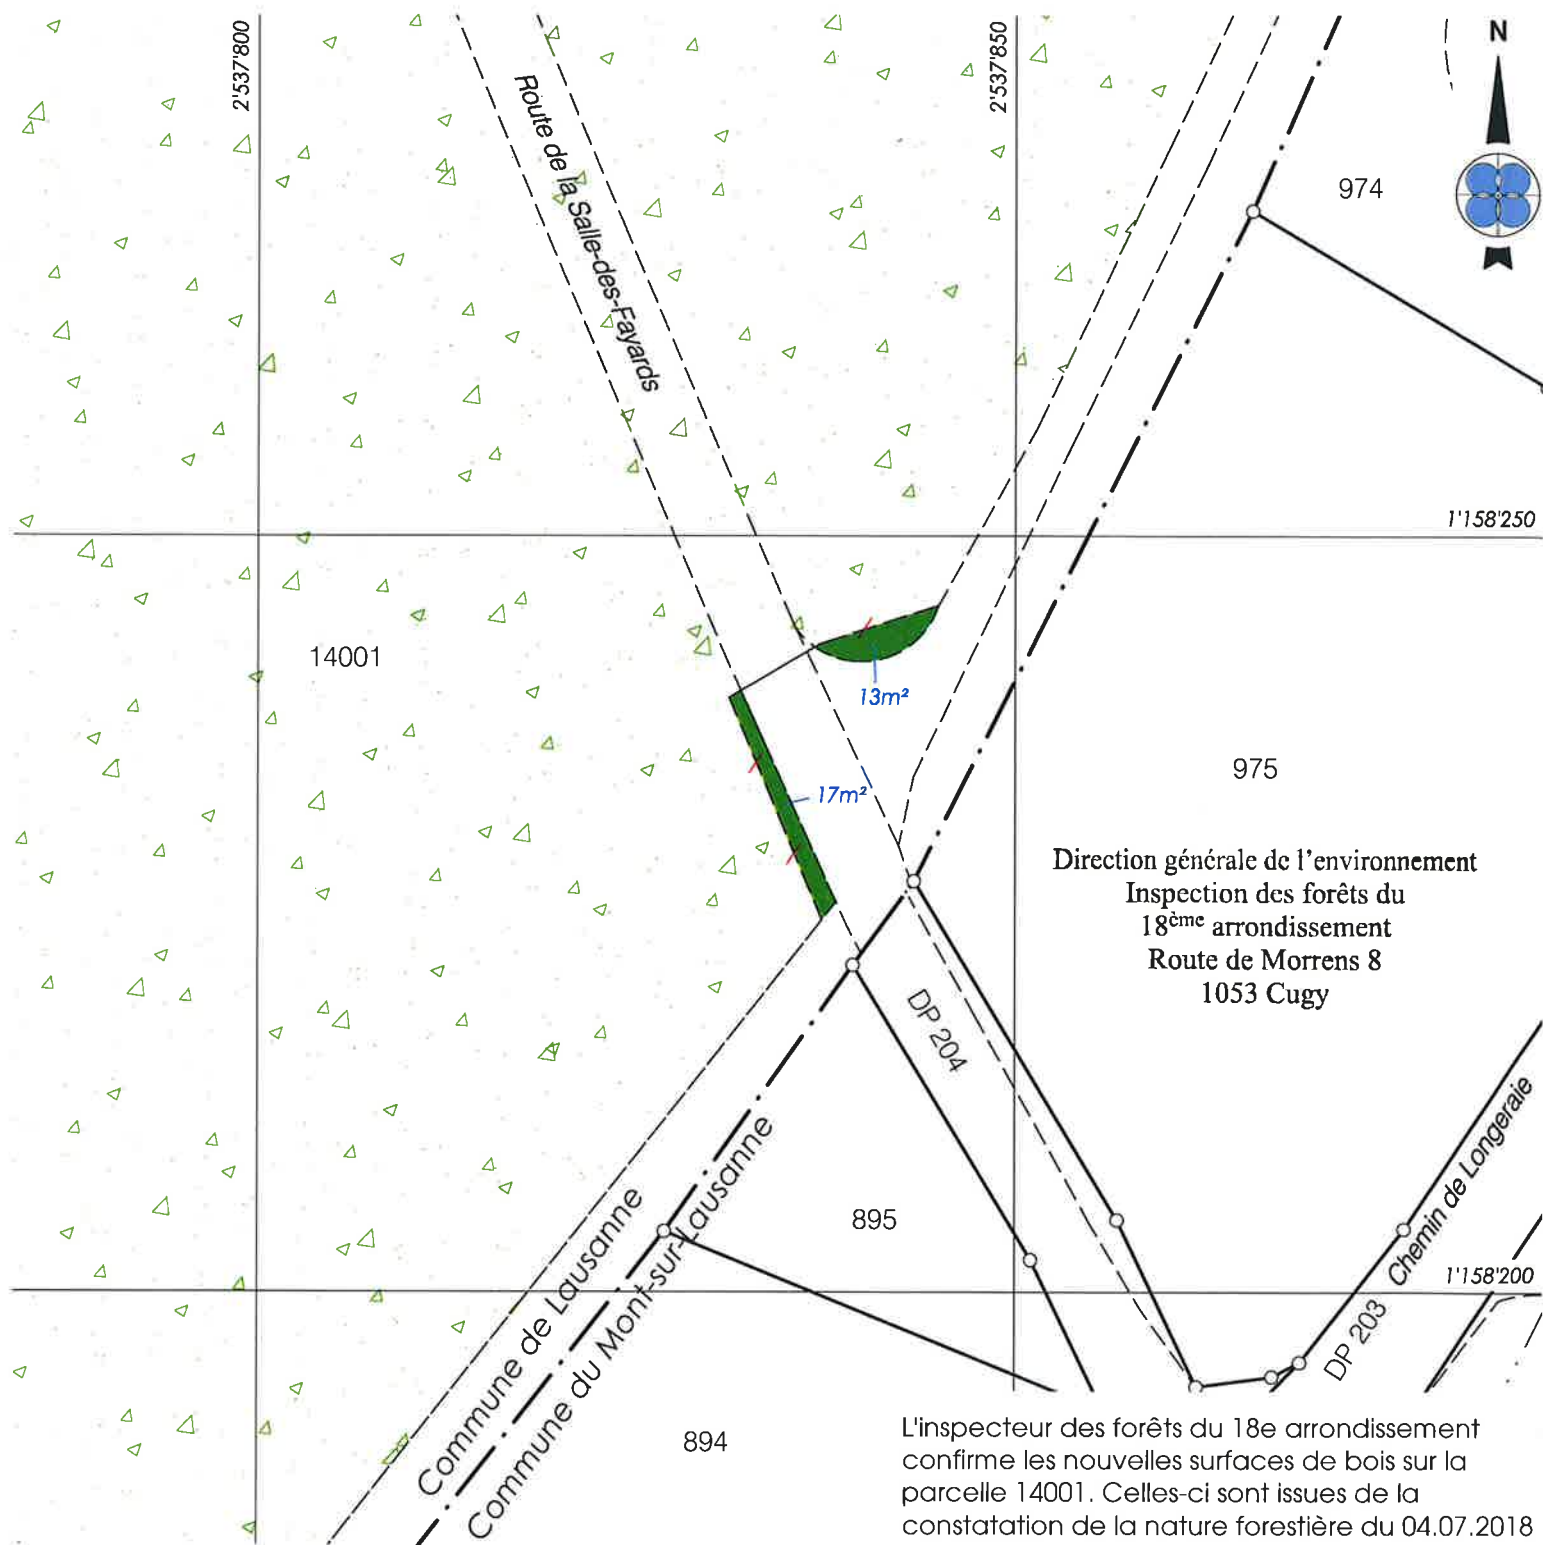 2'537'800
2'537'850
N
Route de la Salle-des-Fayards
974
1'158'250
14001
13m²
17m²
975
Direction générale de l'environnement
Inspection des forêts du
18ème arrondissement
Route de Morrens 8
1053 Cugy
DP 204
Chemin de Longeraie
895
1'158'200
DP 203
Commune de Lausanne
Commune du Mont-sur-Lausanne
894
L'inspecteur des forêts du 18e arrondissement
confirme les nouvelles surfaces de bois sur la
parcelle 14001. Celles-ci sont issues de la
constatation de la nature forestière du 04.07.2018